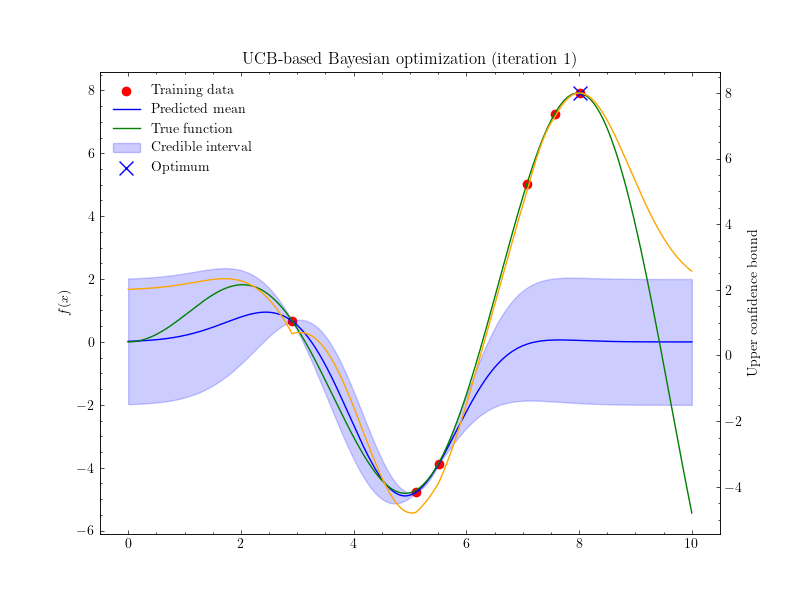 UCB-based Bayesian optimization (iteration 1)
Training data
Predicted mean
True function
Credible interval
Optimum
8
6
4
2
0
−2
−4
−6
f(x)
8
6
4
2
0
−2
−4
Upper confidence bound
0
2
4
6
8
10